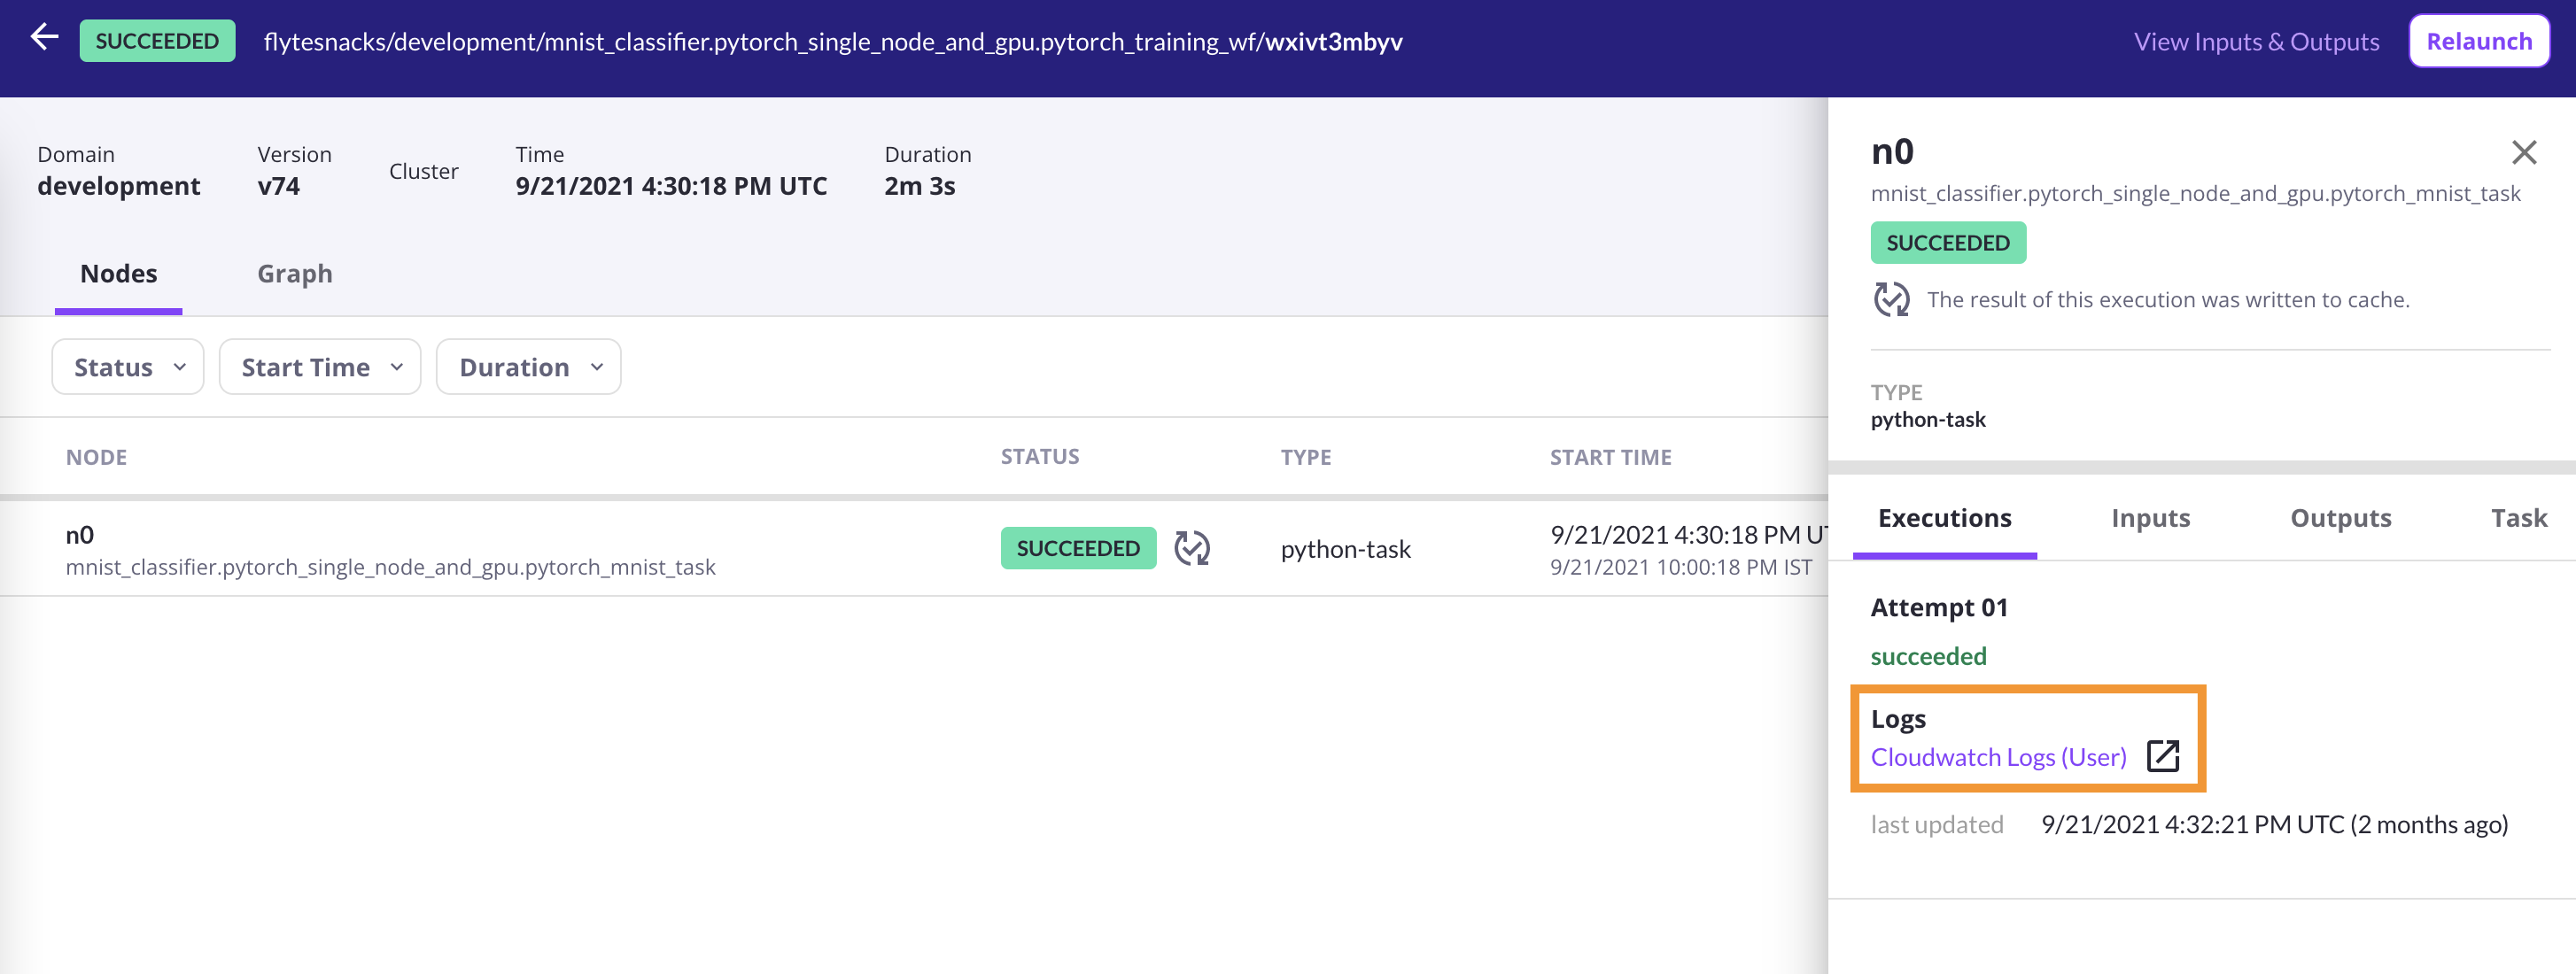 SUCCEEDED flytesnacks/development/mnist_classifier.pytorch_single_node_and_gpu.pytorch_training_wf/wxivt3mbyv View Inputs & Outputs Relaunch
Domain Version Cluster Time Duration
development v74 9/21/2021 4:30:18 PM UTC 2m 3s
Nodes Graph
Status Start Time Duration
NODE STATUS TYPE START TIME
n0 SUCCEEDED python-task 9/21/2021 4:30:18 PM
mnist_classifier.pytorch_single_node_and_gpu.pytorch_mnist_task 9/21/2021 10:00:18 PM IST
n0
mnist_classifier.pytorch_single_node_and_gpu.pytorch_mnist_task
SUCCEEDED
The result of this execution was written to cache.
TYPE
python-task
Executions Inputs Outputs Task
Attempt 01
succeeded
Logs
Cloudwatch Logs (User)
last updated 9/21/2021 4:32:21 PM UTC (2 months ago)